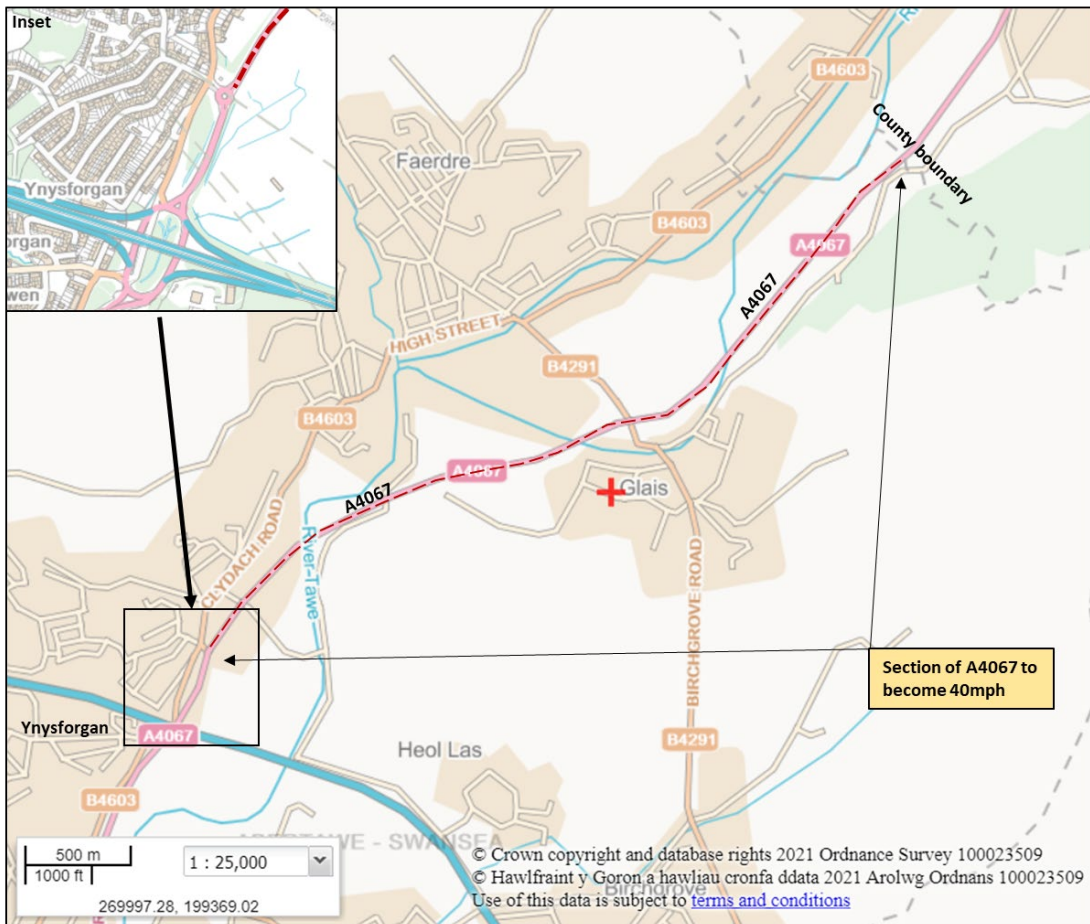 Inset
Ynysforgan
organ
wen
B4603
Faerdre
County boundary
B4603
A4067
A4067
HIGH STREET
B4291
B4603
A4067
Glais
A4067
CLYDACH ROAD
River-Tawe
BIRCHGROVE ROAD
Section of A4067 to
become 40mph
Ynysforgan
A4067
B4291
Heol Las
B4603
ABERTAWE - SWANSEA
500 m
1000 ft
1 : 25,000
269997.28, 199369.02
Birchgrove
© Crown copyright and database rights 2021 Ordnance Survey 100023509
© Hawlfraint y Goron a hawliau cronfa ddata 2021 Arolwg Ordnans 100023509
Use of this data is subject to terms and conditions